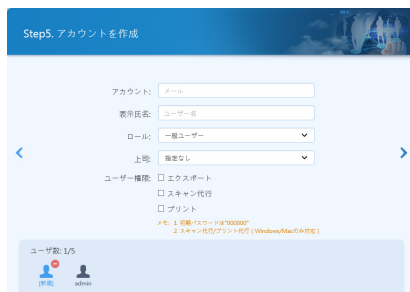 Step5. アカウントを作成
アカウント: メール
表示氏名: ユーザー名
ロール: 一般ユーザー
上司: 指定なし
ユーザー権限: エクスポート
スキャン代行
プリント
メモ: 1. 初期パスワードは"000000"
2. スキャン代行/プリント代行 ( Windows/Macのみ対応 )
ユーザ数: 1/5
[新規] admin